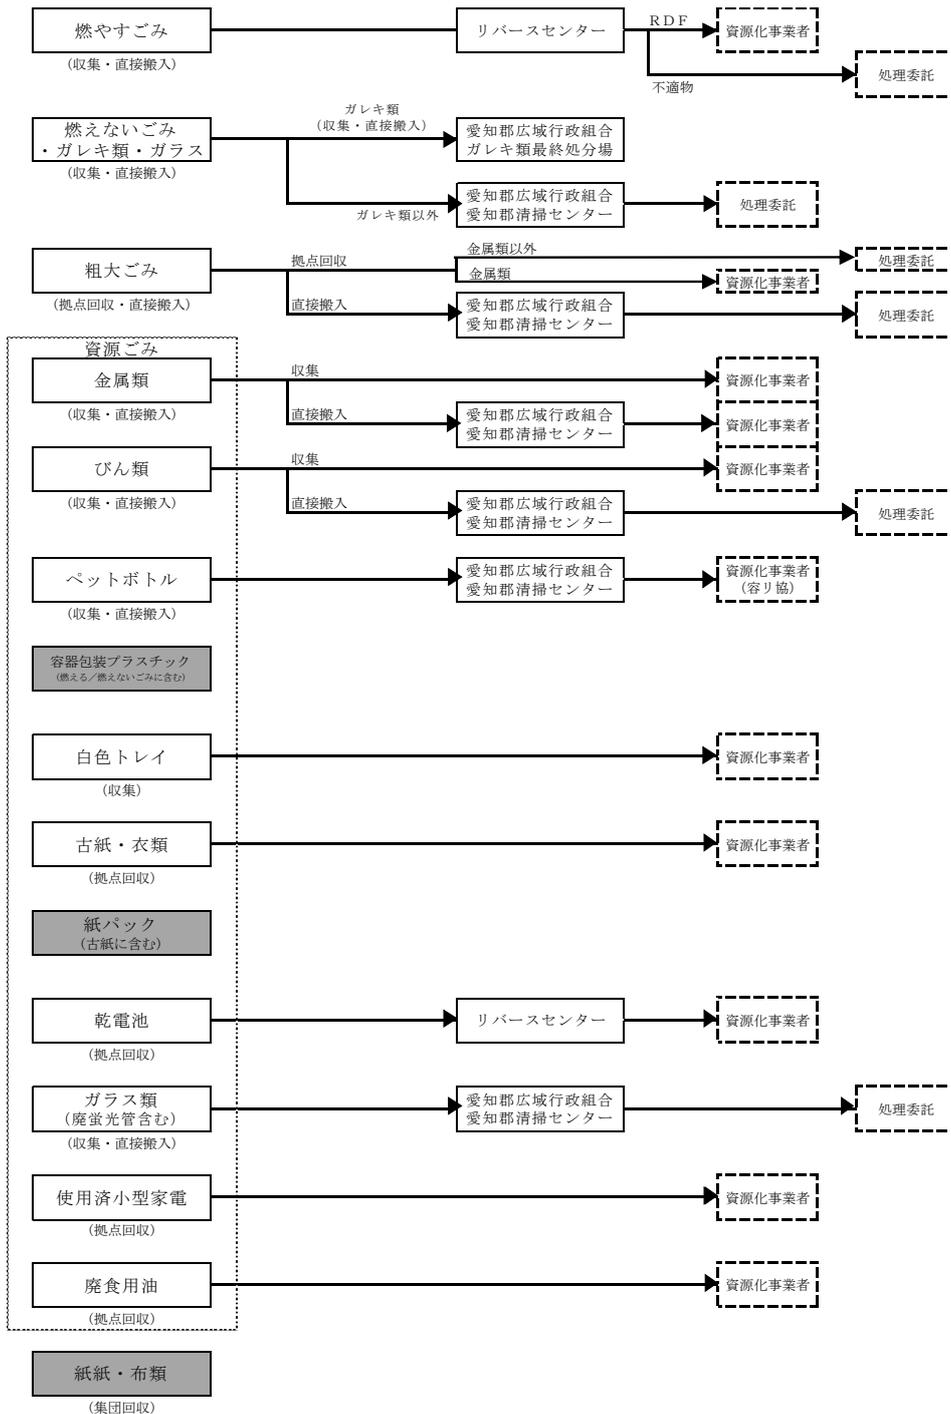 燃やすごみ
(収集・直接搬入)
リバースセンター
RDF
資源化事業者
不適物
処理委託
燃えないごみ
・ガレキ類・ガラス
(収集・直接搬入)
ガレキ類
(収集・直接搬入)
愛知郡広域行政組合
ガレキ類最終処分場
ガレキ類以外
愛知郡広域行政組合
愛知郡清掃センター
処理委託
粗大ごみ
(拠点回収・直接搬入)
拠点回収
金属類以外
処理委託
金属類
資源化事業者
直接搬入
愛知郡広域行政組合
愛知郡清掃センター
処理委託
資源ごみ
金属類
(収集・直接搬入)
収集
資源化事業者
直接搬入
愛知郡広域行政組合
愛知郡清掃センター
資源化事業者
びん類
(収集・直接搬入)
収集
資源化事業者
直接搬入
愛知郡広域行政組合
愛知郡清掃センター
処理委託
ペットボトル
(収集・直接搬入)
愛知郡広域行政組合
愛知郡清掃センター
資源化事業者
(容リ協)
容器包装プラスチック
(燃える/燃えないごみに含む)
白色トレイ
(収集)
資源化事業者
古紙・衣類
(拠点回収)
資源化事業者
紙パック
(古紙に含む)
乾電池
(拠点回収)
リバースセンター
資源化事業者
ガラス類
(廃蛍光管含む)
(収集・直接搬入)
愛知郡広域行政組合
愛知郡清掃センター
処理委託
使用済小型家電
(拠点回収)
資源化事業者
廃食用油
(拠点回収)
資源化事業者
紙紙・布類
(集団回収)